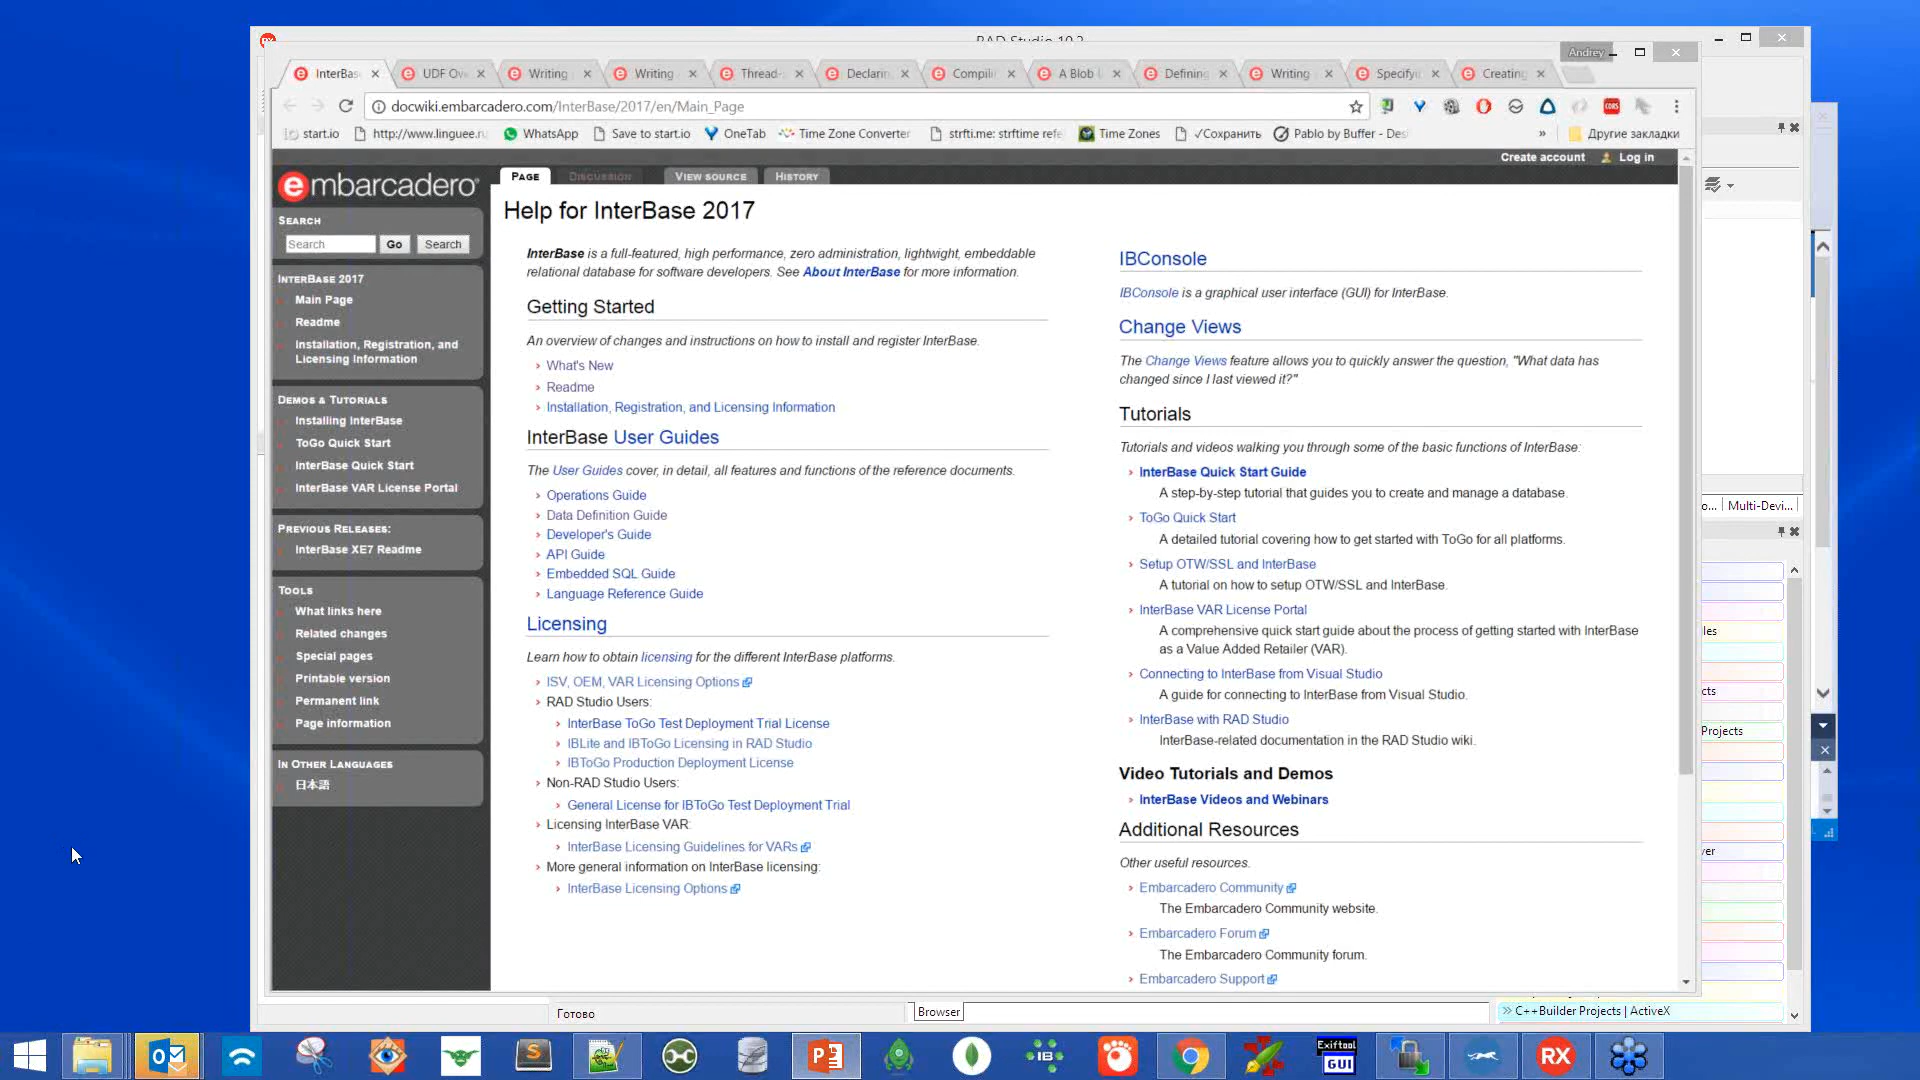 RAD Studio 10.2
Andrey
InterBas
UDF Ov
Writing
Writing
Thread-
Declarin
Compili
A Blob
Defining
Writing
Specifyi
Creating
docwiki.embarcadero.com/InterBase/2017/en/Main_Page
start.io
http://www.linguee.ru
WhatsApp
Save to start.io
OneTab
Time Zone Converter
strfti.me: strftime refe
Time Zones
✓Сохранить
Pablo by Buffer - Des
»
Другие закладки
Create account
Log in
embarcadero
Page
Discussion
View source
History
Search
Search
Go
Search
InterBase 2017
Main Page
Readme
Installation, Registration, and
Licensing Information
Demos & Tutorials
Installing InterBase
ToGo Quick Start
InterBase Quick Start
InterBase VAR License Portal
Previous Releases:
InterBase XE7 Readme
Tools
What links here
Related changes
Special pages
Printable version
Permanent link
Page information
In Other Languages
日本語
Help for InterBase 2017
InterBase is a full-featured, high performance, zero administration, lightwight, embeddable
relational database for software developers. See About InterBase for more information.
Getting Started
An overview of changes and instructions on how to install and register InterBase.
What's New
Readme
Installation, Registration, and Licensing Information
InterBase User Guides
The User Guides cover, in detail, all features and functions of the reference documents.
Operations Guide
Data Definition Guide
Developer's Guide
API Guide
Embedded SQL Guide
Language Reference Guide
Licensing
Learn how to obtain licensing for the different InterBase platforms.
ISV, OEM, VAR Licensing Options
RAD Studio Users:
InterBase ToGo Test Deployment Trial License
IBLite and IBToGo Licensing in RAD Studio
IBToGo Production Deployment License
Non-RAD Studio Users:
General License for IBToGo Test Deployment Trial
Licensing InterBase VAR:
InterBase Licensing Guidelines for VARs
More general information on InterBase licensing:
InterBase Licensing Options
IBConsole
IBConsole is a graphical user interface (GUI) for InterBase.
Change Views
The Change Views feature allows you to quickly answer the question, "What data has
changed since I last viewed it?"
Tutorials
Tutorials and videos walking you through some of the basic functions of InterBase:
InterBase Quick Start Guide
A step-by-step tutorial that guides you to create and manage a database.
ToGo Quick Start
A detailed tutorial covering how to get started with ToGo for all platforms.
Setup OTW/SSL and InterBase
A tutorial on how to setup OTW/SSL and InterBase.
InterBase VAR License Portal
A comprehensive quick start guide about the process of getting started with InterBase
as a Value Added Retailer (VAR).
Connecting to InterBase from Visual Studio
A guide for connecting to InterBase from Visual Studio.
InterBase with RAD Studio
InterBase-related documentation in the RAD Studio wiki.
Video Tutorials and Demos
InterBase Videos and Webinars
Additional Resources
Other useful resources.
Embarcadero Community
The Embarcadero Community website.
Embarcadero Forum
The Embarcadero Community forum.
Embarcadero Support
o...
Multi-Devi...
les
cts
Projects
ver
C++Builder Projects | ActiveX
Готово
Browser
IB
Exiftool
GUI
RX